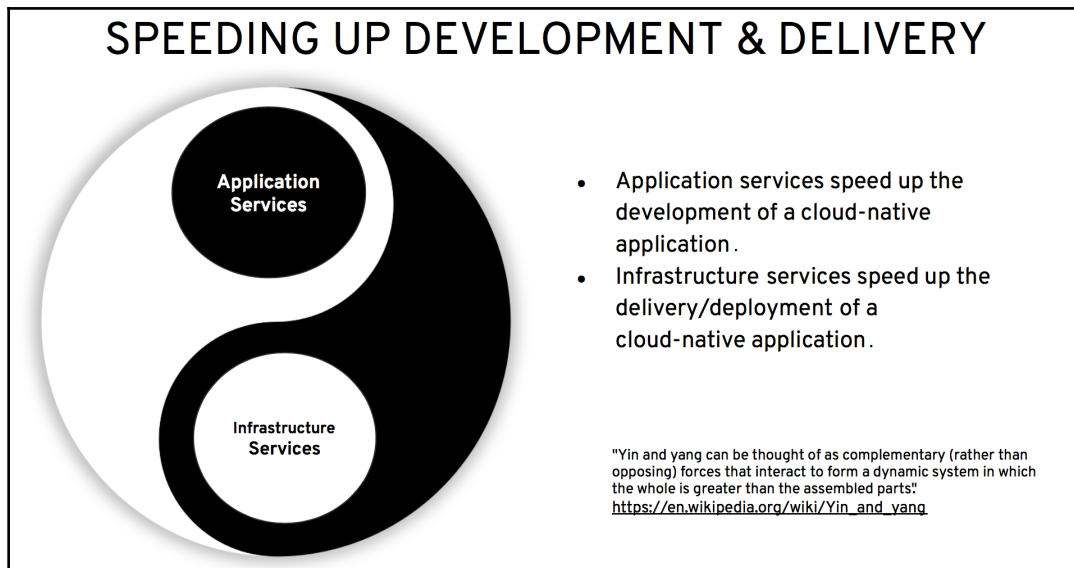 SPEEDING UP DEVELOPMENT & DELIVERY
Application
Services
Infrastructure
Services
• Application services speed up the
development of a cloud-native
application.
• Infrastructure services speed up the
delivery/deployment of a
cloud-native application.
"Yin and yang can be thought of as complementary (rather than
opposing) forces that interact to form a dynamic system in which
the whole is greater than the assembled parts."
https://en.wikipedia.org/wiki/Yin_and_yang